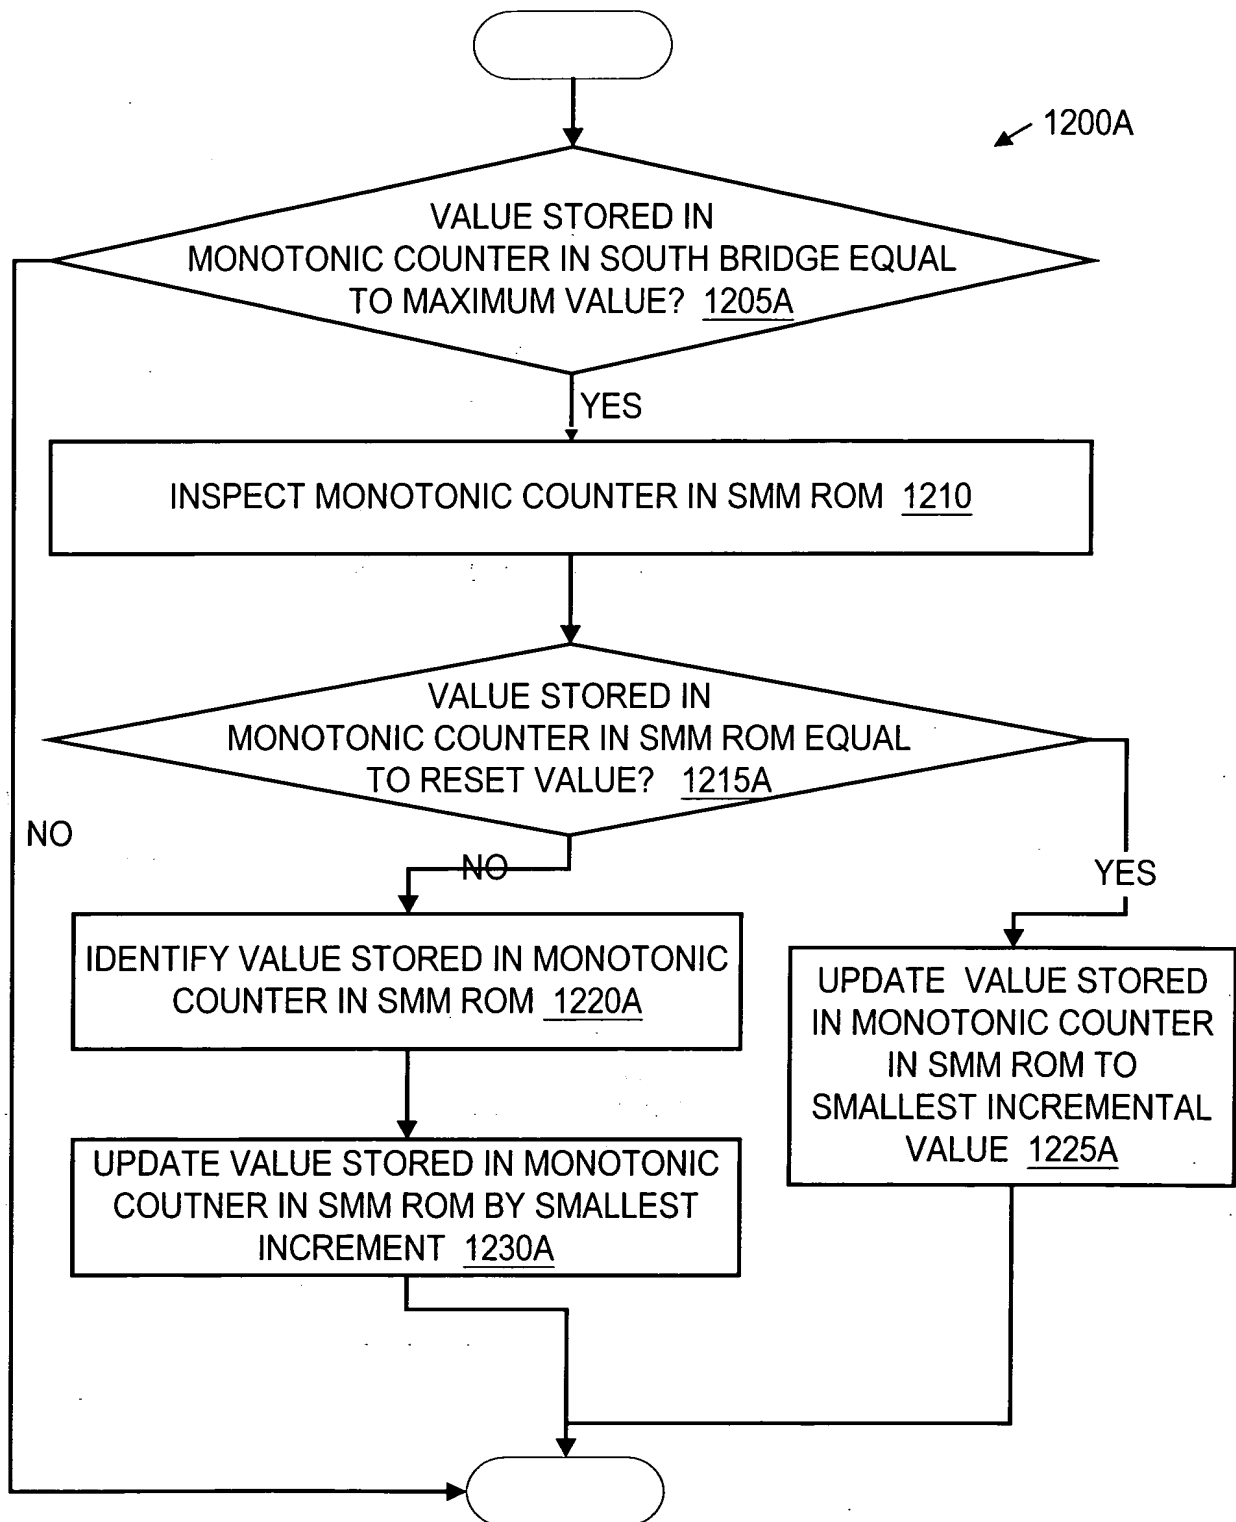 1200A
VALUE STORED IN
MONOTONIC COUNTER IN SOUTH BRIDGE EQUAL
TO MAXIMUM VALUE? 1205A
YES
INSPECT MONOTONIC COUNTER IN SMM ROM 1210
VALUE STORED IN
MONOTONIC COUNTER IN SMM ROM EQUAL
TO RESET VALUE? 1215A
NO
NO
YES
IDENTIFY VALUE STORED IN MONOTONIC
COUNTER IN SMM ROM 1220A
UPDATE VALUE STORED
IN MONOTONIC COUNTER
IN SMM ROM TO
SMALLEST INCREMENTAL
VALUE 1225A
UPDATE VALUE STORED IN MONOTONIC
COUTNER IN SMM ROM BY SMALLEST
INCREMENT 1230A